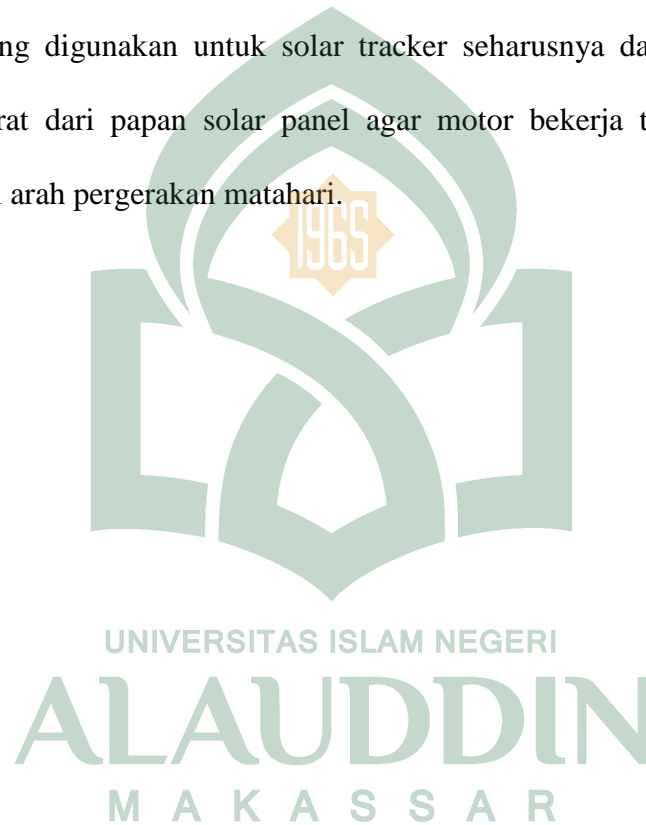 ng digunakan untuk solar tracker seharusnya da
rat dari papan solar panel agar motor bekerja t
arah pergerakan matahari.
1965
UNIVERSITAS ISLAM NEGERI
ALAUDDIN
MAKASSAR